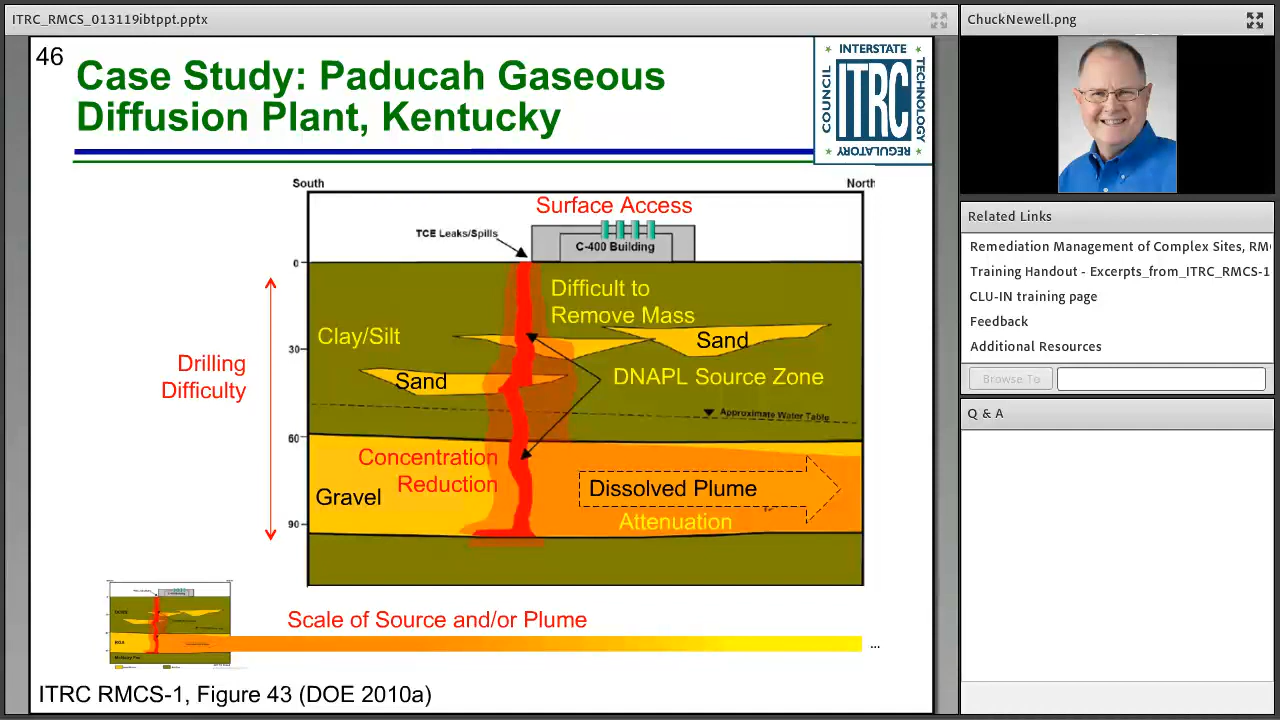 ITRC_RMCS_013119ibtppt.pptx
ChuckNewell.png
46
Case Study: Paducah Gaseous
Diffusion Plant, Kentucky
INTERSTATE
COUNCIL
ITRC
TECHNOLOGY
REGULATORY
South
North
Surface Access
TCE Leaks/Spills
C-400 Building
0
Difficult to
Remove Mass
Clay/Silt
Sand
30
Drilling
Difficulty
Sand
DNAPL Source Zone
Approximate Water Table
60
Concentration
Reduction
Gravel
Dissolved Plume
Attenuation
90
Scale of Source and/or Plume
...
ITRC RMCS-1, Figure 43 (DOE 2010a)
Related Links
Remediation Management of Complex Sites, RM
Training Handout - Excerpts_from_ITRC_RMCS-1
CLU-IN training page
Feedback
Additional Resources
Browse To
Q & A